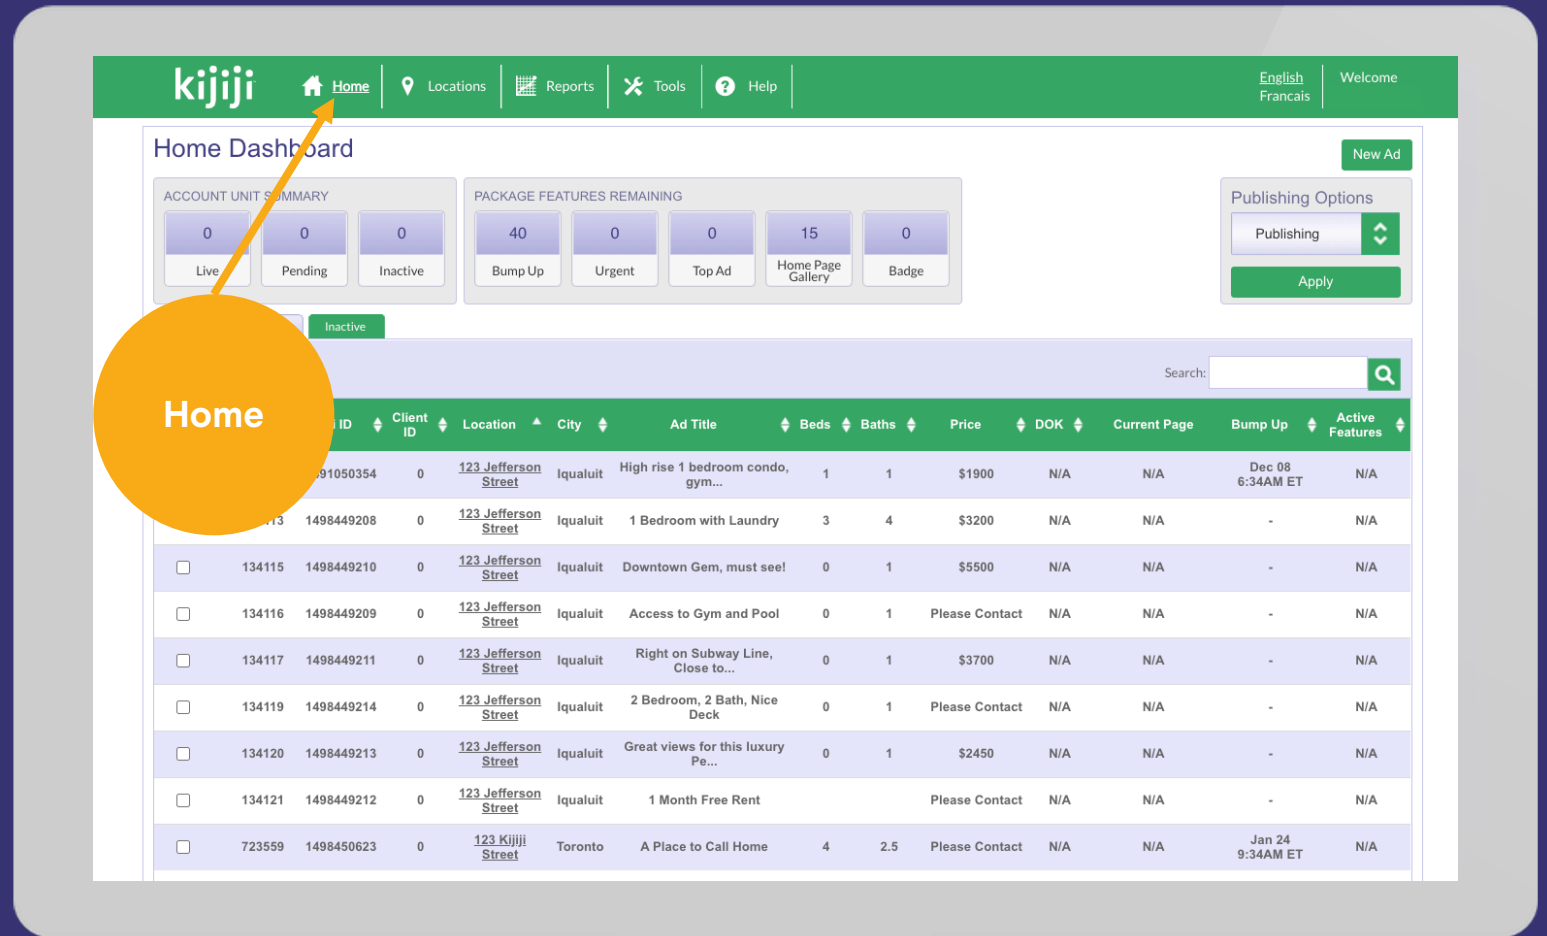 kijiji
Home
Locations
Reports
Tools
Help
English
Francais
Welcome
Home Dashboard
New Ad
ACCOUNT UNIT SUMMARY
0 0 0
Live Pending Inactive
PACKAGE FEATURES REMAINING
40 0 0 15 0
Bump Up Urgent Top Ad Home Page Gallery Badge
Publishing Options
Publishing
Apply
Inactive
Search:
Home
ID Client ID Location City Ad Title Beds Baths Price DOK Current Page Bump Up Active Features
91050354 0 123 Jefferson Street Iqualuit High rise 1 bedroom condo, gym... 1 1 $1900 N/A N/A Dec 08 6:34AM ET N/A
13 1498449208 0 123 Jefferson Street Iqualuit 1 Bedroom with Laundry 3 4 $3200 N/A N/A - N/A
134115 1498449210 0 123 Jefferson Street Iqualuit Downtown Gem, must see! 0 1 $5500 N/A N/A - N/A
134116 1498449209 0 123 Jefferson Street Iqualuit Access to Gym and Pool 0 1 Please Contact N/A N/A - N/A
134117 1498449211 0 123 Jefferson Street Iqualuit Right on Subway Line, Close to... 0 1 $3700 N/A N/A - N/A
134119 1498449214 0 123 Jefferson Street Iqualuit 2 Bedroom, 2 Bath, Nice Deck 0 1 Please Contact N/A N/A - N/A
134120 1498449213 0 123 Jefferson Street Iqualuit Great views for this luxury Pe... 0 1 $2450 N/A N/A - N/A
134121 1498449212 0 123 Jefferson Street Iqualuit 1 Month Free Rent Please Contact N/A N/A - N/A
723559 1498450623 0 123 Kijiji Street Toronto A Place to Call Home 4 2.5 Please Contact N/A N/A Jan 24 9:34AM ET N/A